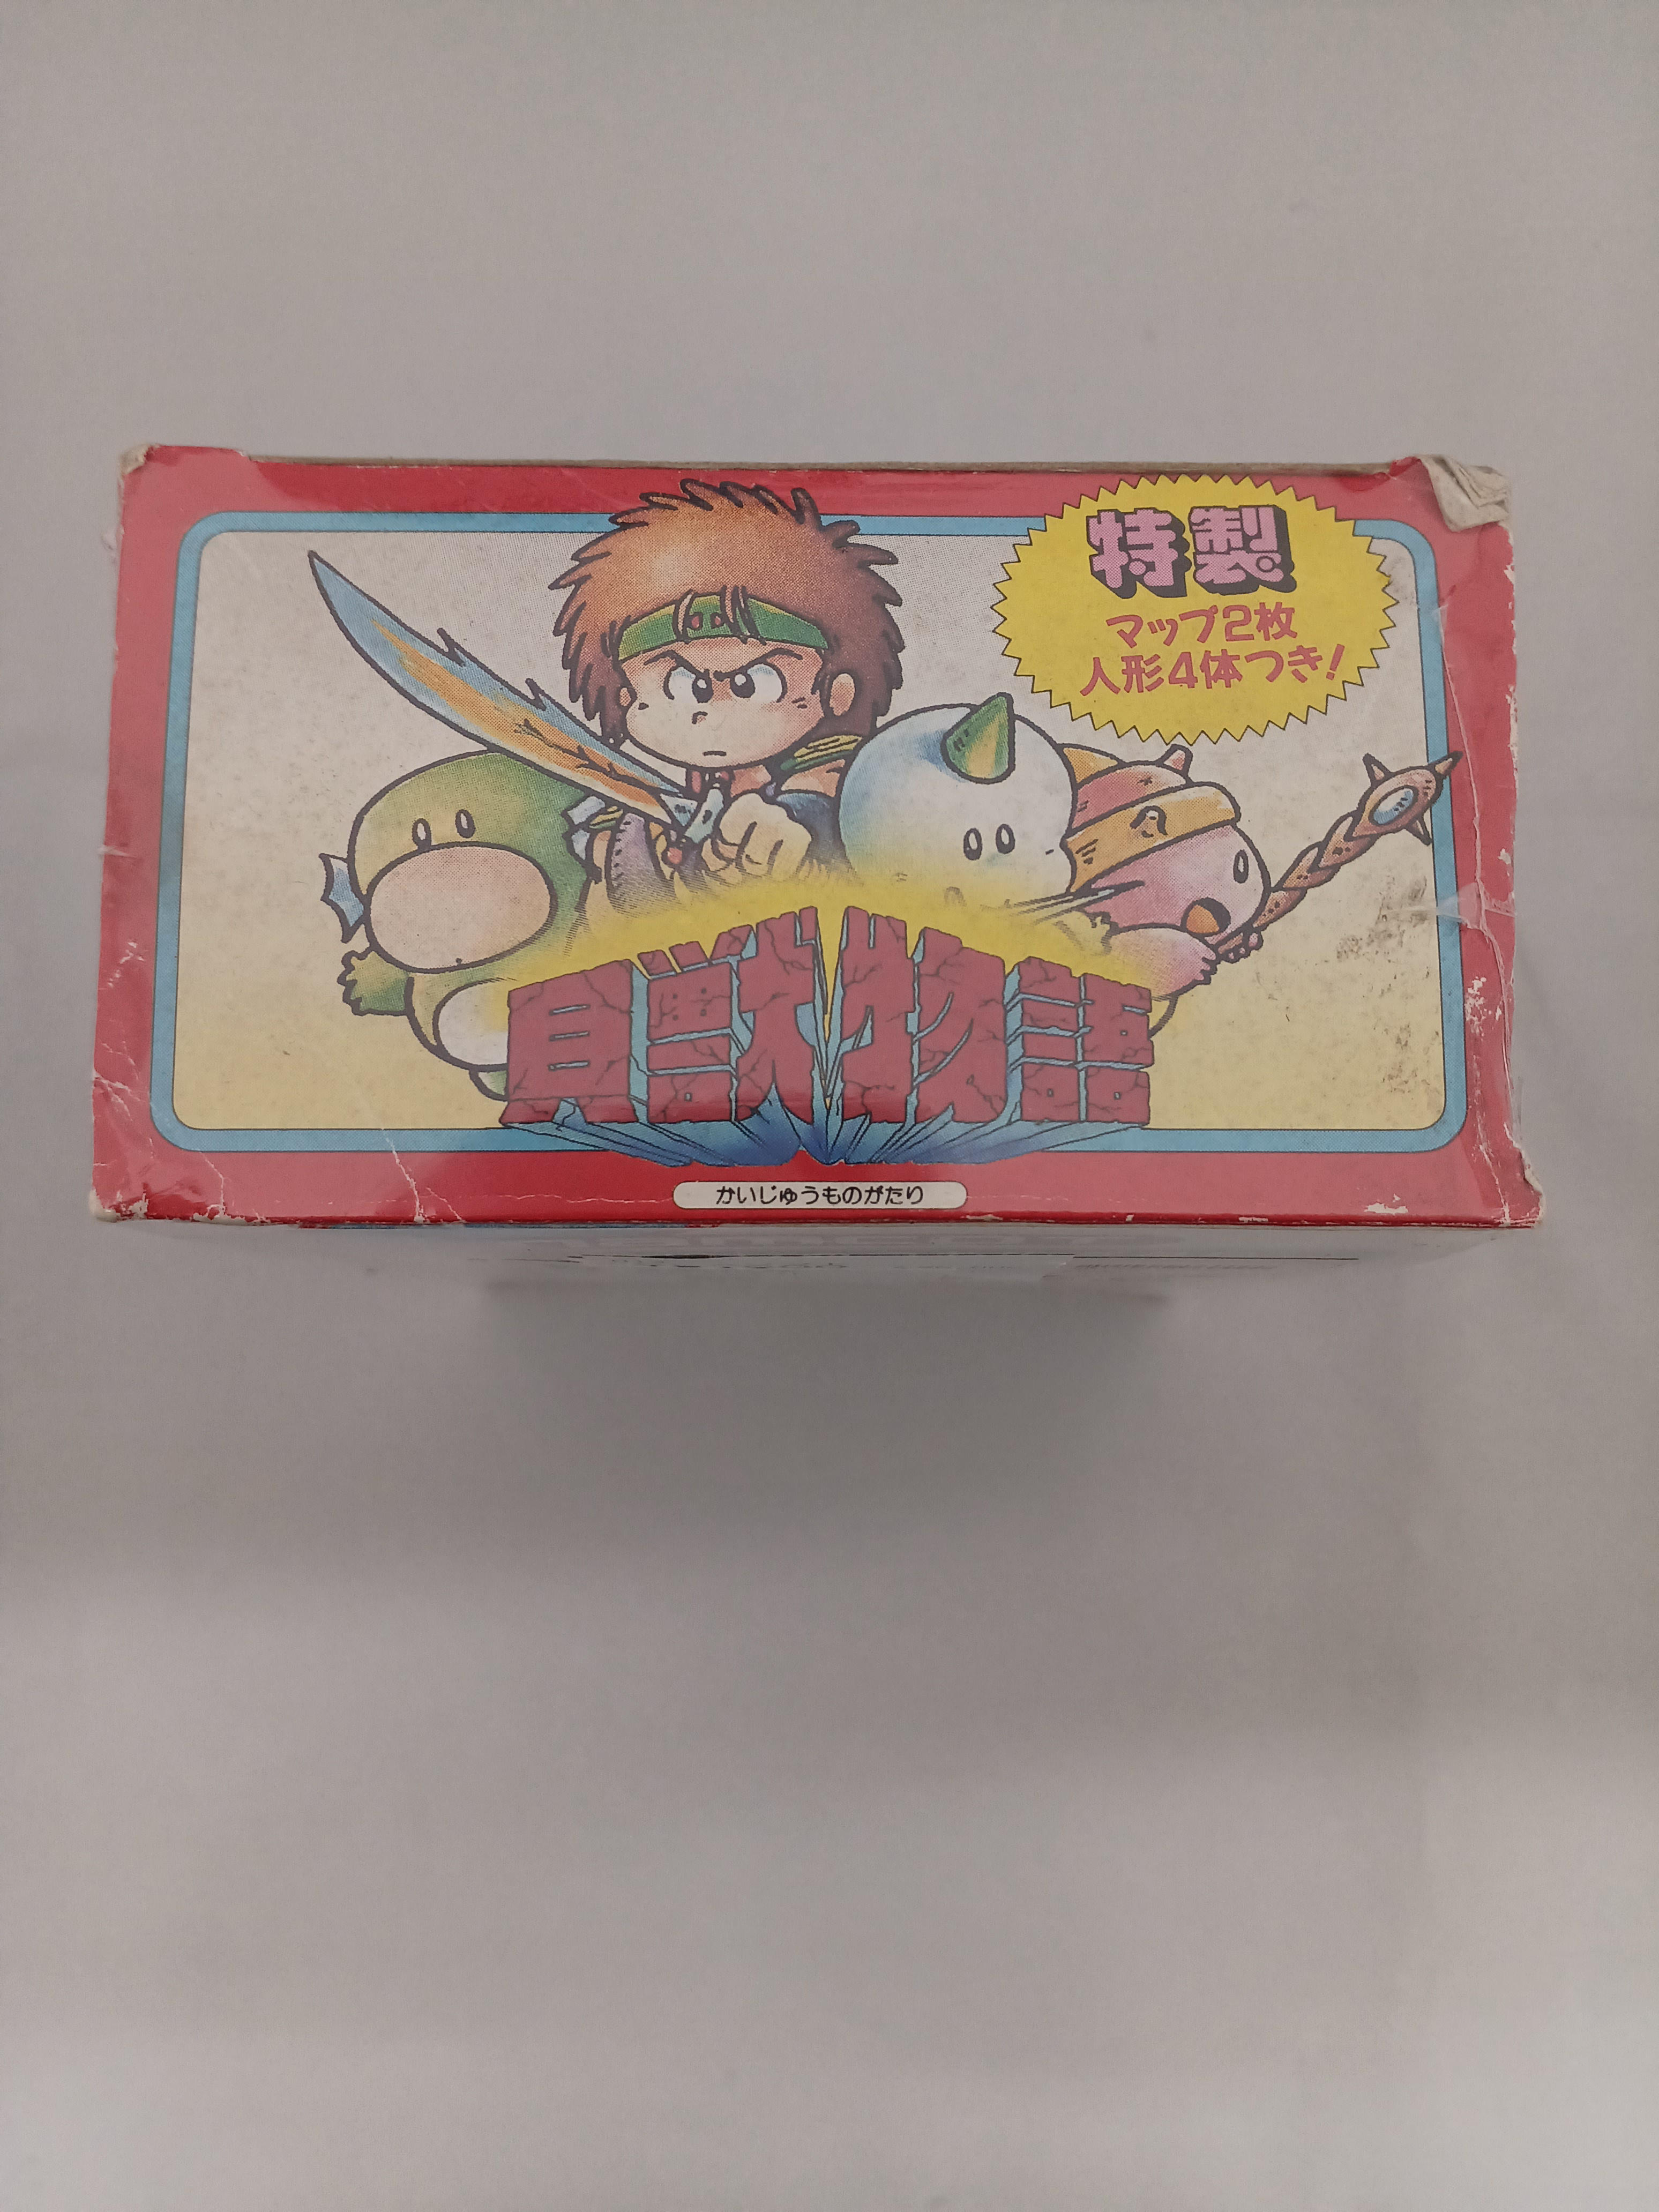 特製
マップ2枚
人形4体つき!
貝獣物語
かいじゅうものがたり